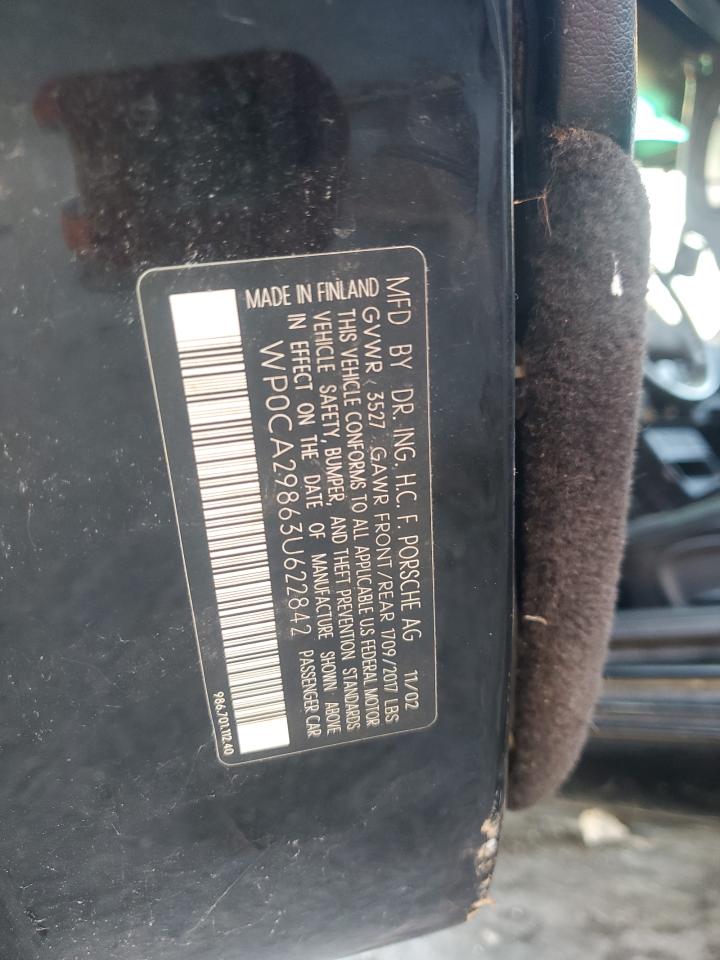 MFD BY DR. ING. H.C. F. PORSCHE AG 11/02
GVWR 3527 GAWR FRONT/REAR 1709/2017 LBS
THIS VEHICLE CONFORMS TO ALL APPLICABLE US FEDERAL MOTOR
VEHICLE SAFETY, BUMPER, AND THEFT PREVENTION STANDARDS
IN EFFECT ON THE DATE OF MANUFACTURE SHOWN ABOVE
WP0CA29863U622842 PASSENGER CAR
MADE IN FINLAND
986.701.112.40